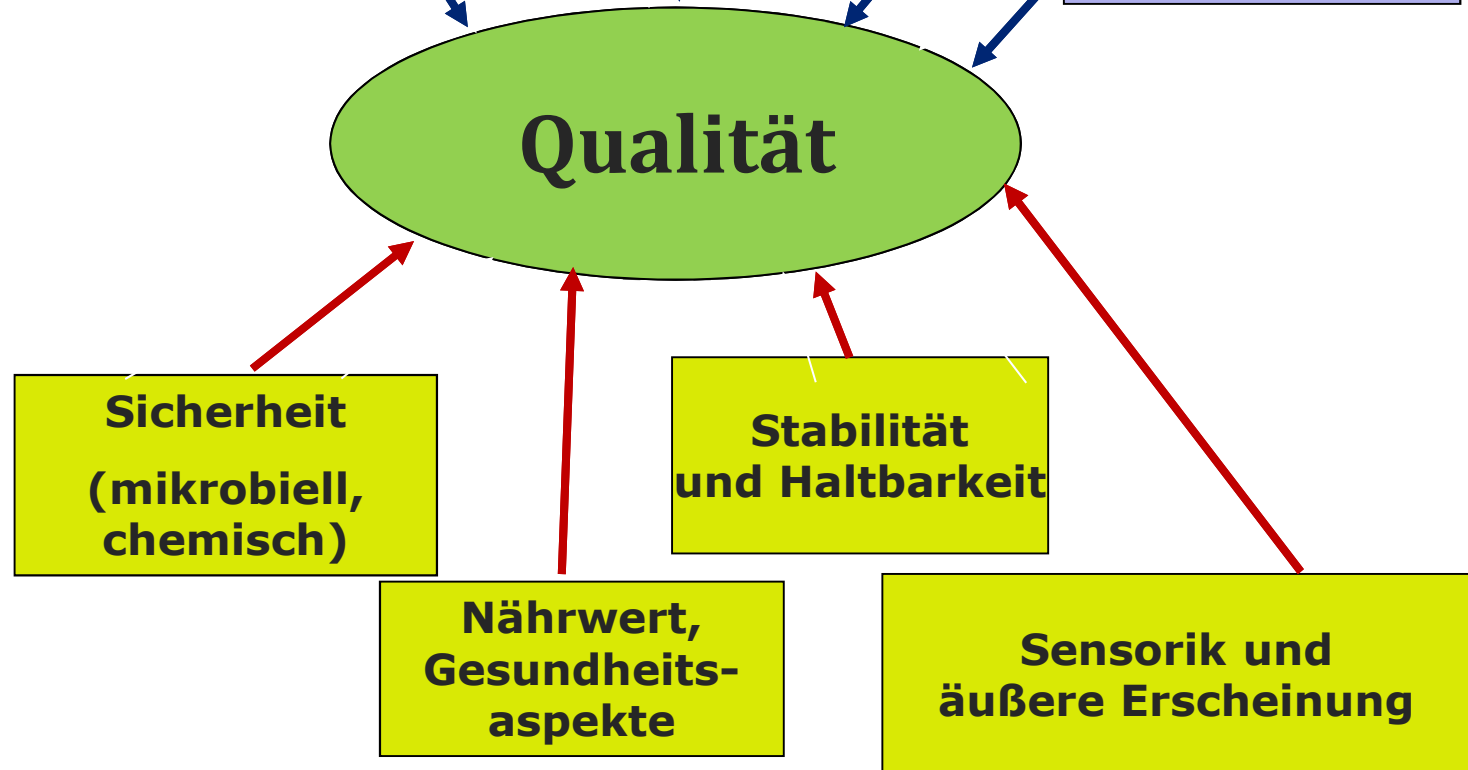 Qualität
Sicherheit
(mikrobiell,
chemisch)
Stabilität
und Haltbarkeit
Nährwert,
Gesundheits-
aspekte
Sensorik und
äußere Erscheinung